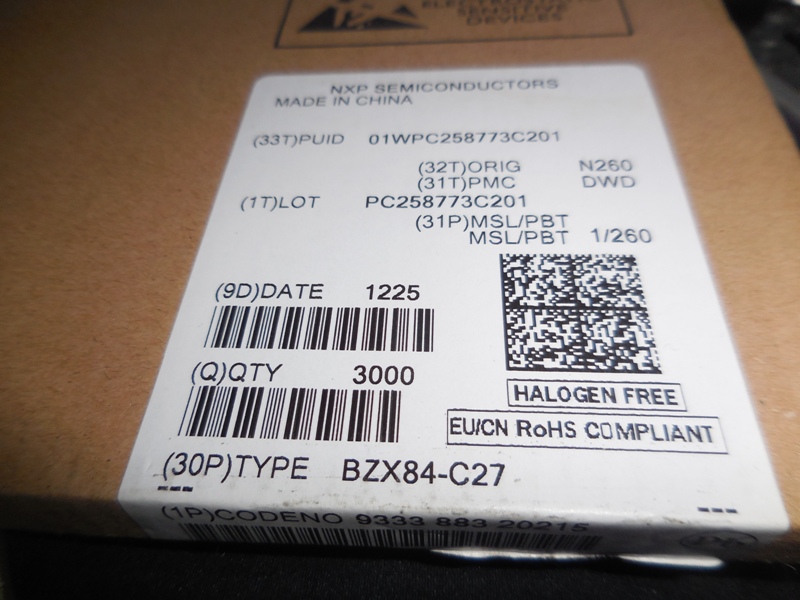 SENSITIVE
DEVICES
NXP SEMICONDUCTORS
MADE IN CHINA
(33T)PUID 01WPC258773C201
(32T)ORIG N260
(31T)PMC DWD
(1T)LOT PC258773C201
(31P)MSL/PBT
MSL/PBT 1/260
(9D)DATE 1225
(Q)QTY 3000
HALOGEN FREE
EU/CN RoHS COMPLIANT
(30P)TYPE BZX84-C27
(1P)CODENO 9333 883 20215